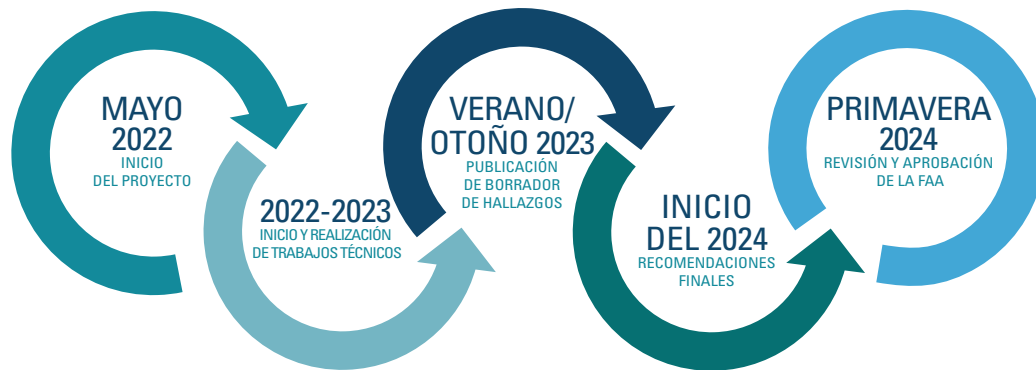 MAYO
2022
INICIO
DEL PROYECTO
2022-2023
INICIO Y REALIZACIÓN
DE TRABAJOS TÉCNICOS
VERANO/
OTOÑO 2023
PUBLICACIÓN
DE BORRADOR
DE HALLAZGOS
INICIO
DEL 2024
RECOMENDACIONES
FINALES
PRIMAVERA
2024
REVISIÓN Y APROBACIÓN
DE LA FAA